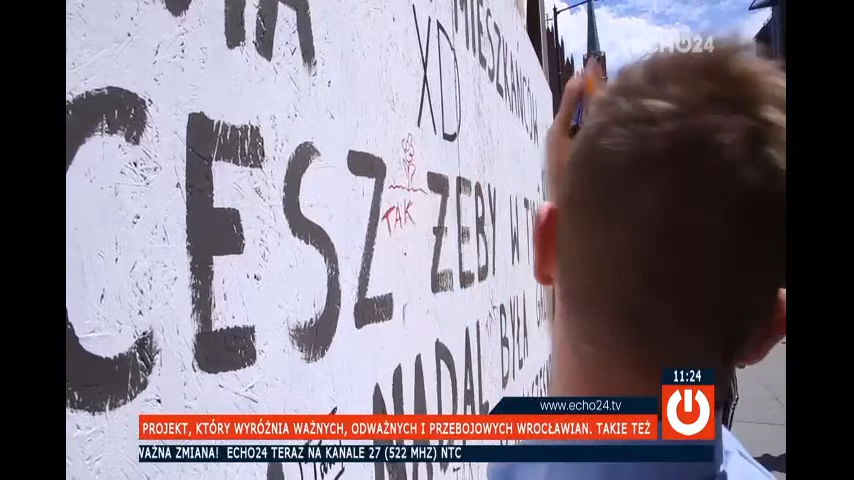 ECHO24
MIESZKAŃCJA
XD
CESZ
TAK
ŻEBY W
NADAL BYŁA
11:24
www.echo24.tv
PROJEKT, KTÓRY WYRÓŻNIA WAŻNYCH, ODWAŻNYCH I PRZEBOJOWYCH WROCŁAWIAN. TAKIE TEŻ
WAŻNA ZMIANA! ECHO24 TERAZ NA KANALE 27 (522 MHZ) NTC